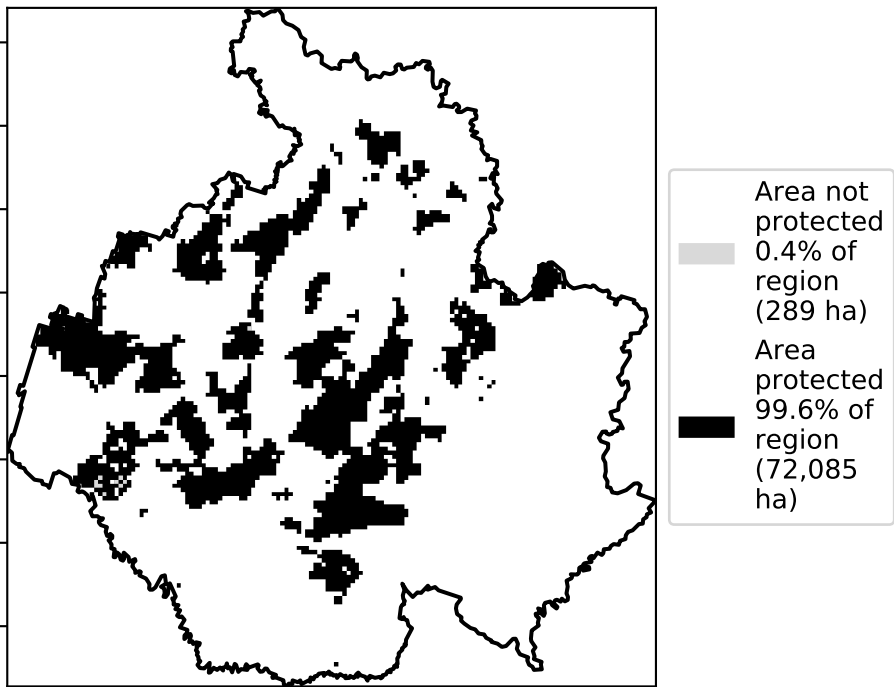 Area not
protected
0.4% of
region
(289 ha)
Area
protected
99.6% of
region
(72,085
ha)